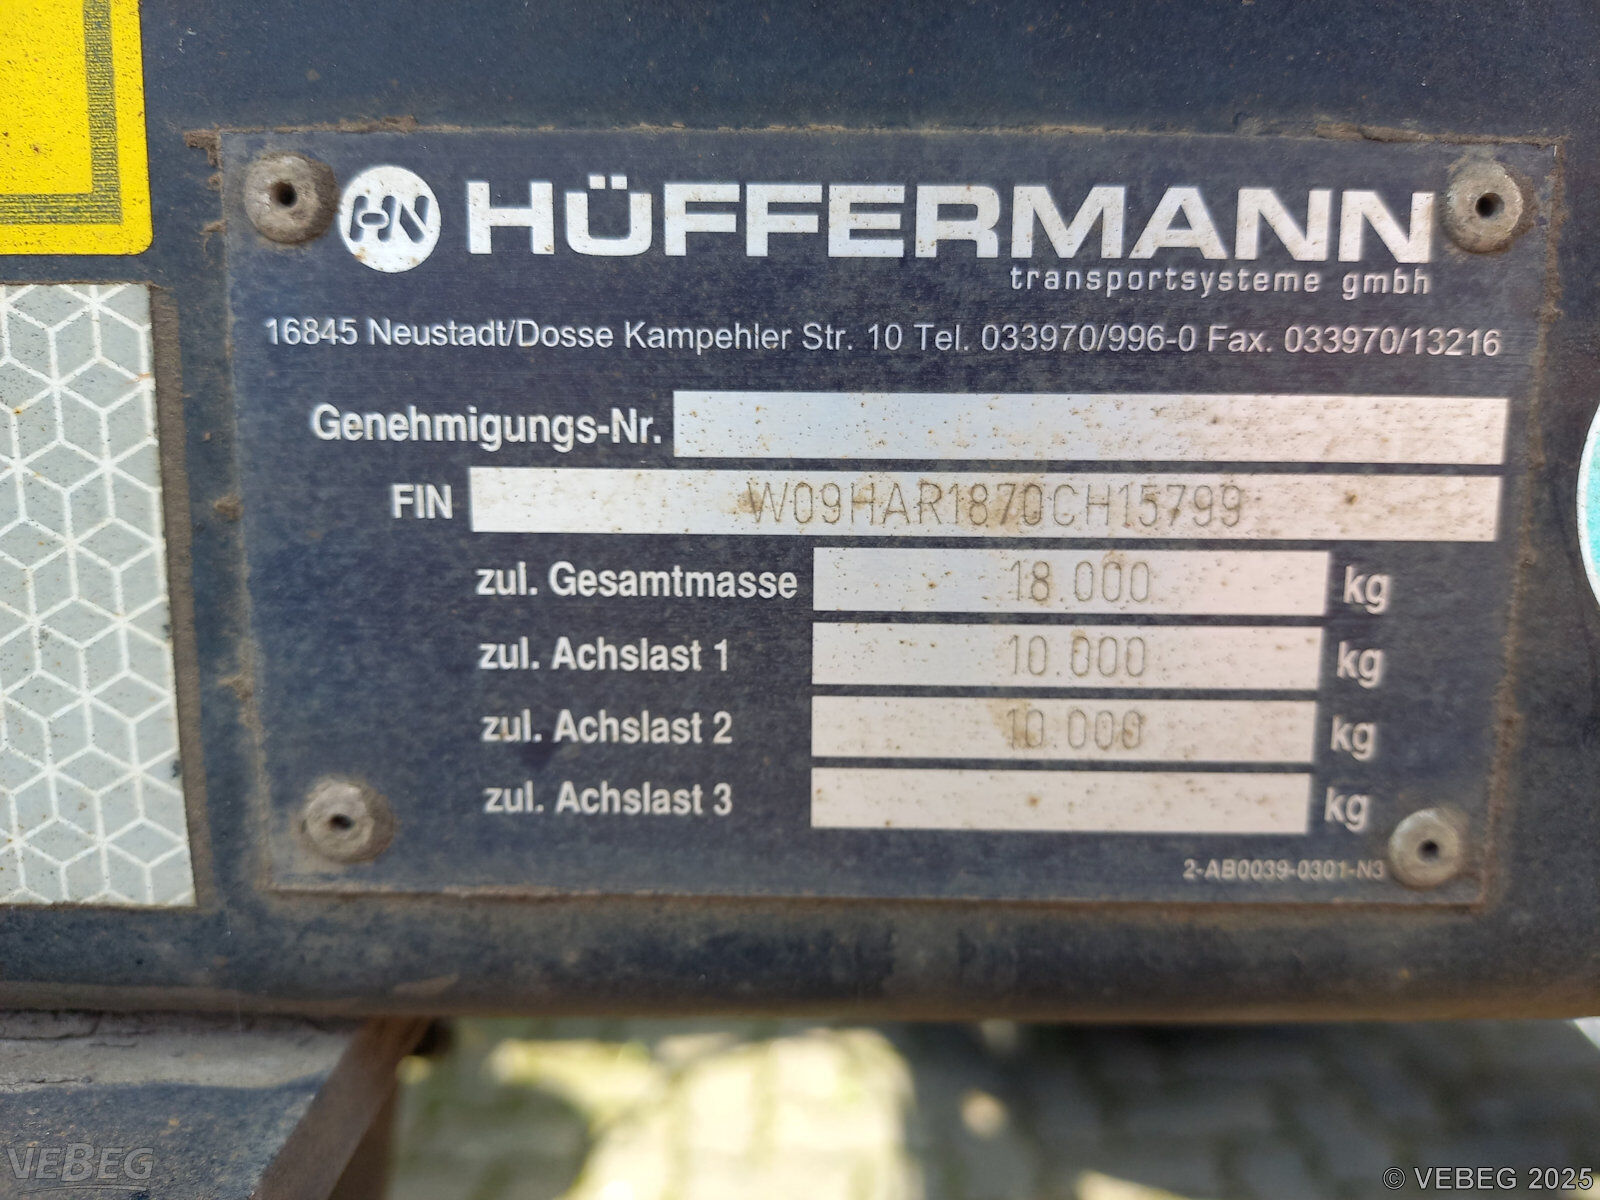 HN HÜFFERMANN
transportsysteme gmbh
16845 Neustadt/Dosse Kampehler Str. 10 Tel. 033970/996-0 Fax. 033970/13216
Genehmigungs-Nr.
FIN W09HAR1870CH15799
zul. Gesamtmasse 18.000 kg
zul. Achslast 1 10.000 kg
zul. Achslast 2 10.000 kg
zul. Achslast 3 kg
2-AB0039-0301-N3
VEBEG
© VEBEG 2025